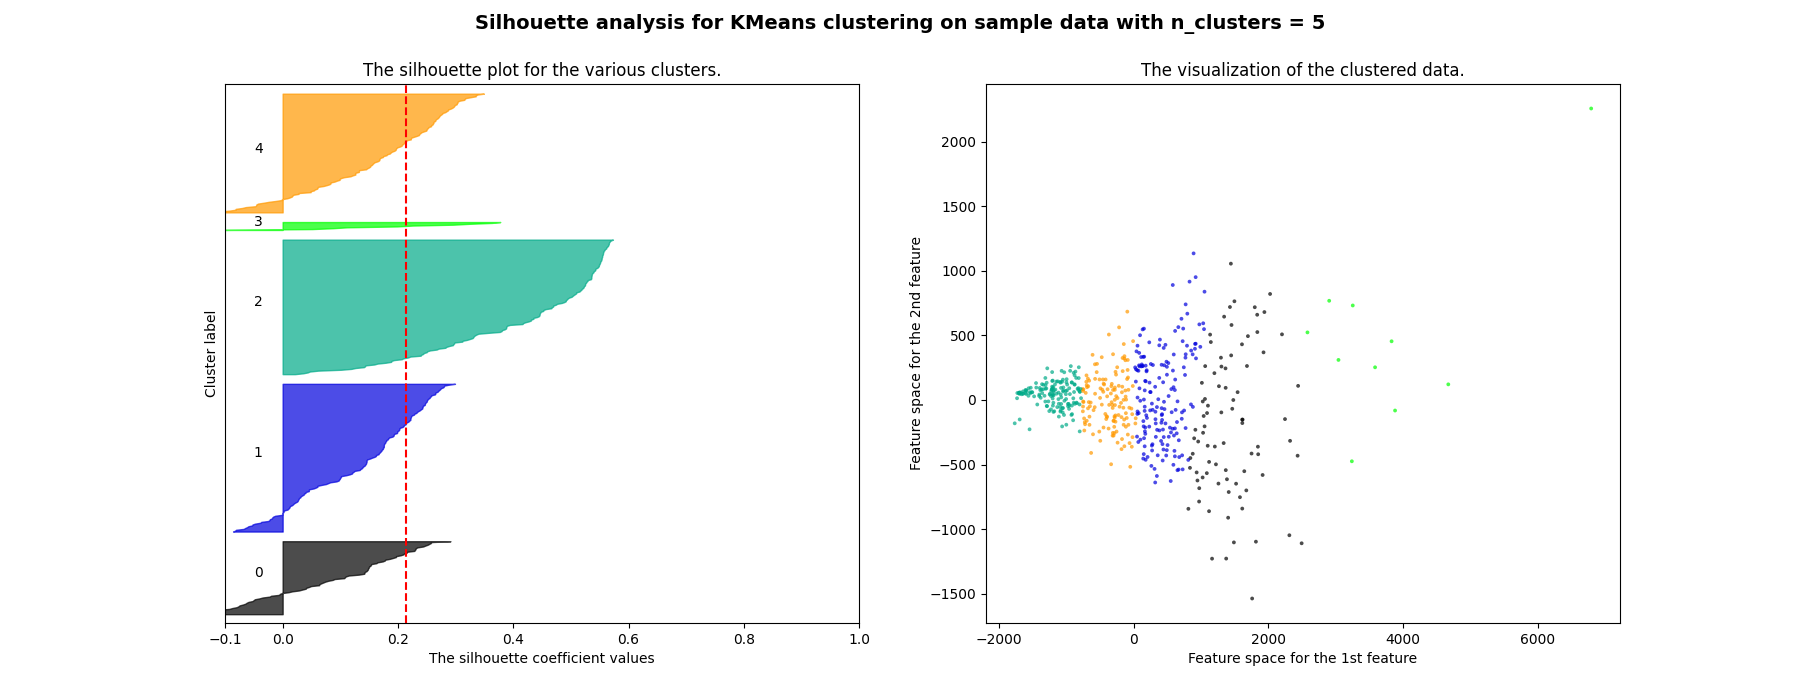 Silhouette analysis for KMeans clustering on sample data with n_clusters = 5
The silhouette plot for the various clusters.
4
3
2
1
0
Cluster label
−0.1 0.0 0.2 0.4 0.6 0.8 1.0
The silhouette coefficient values
The visualization of the clustered data.
2000
1500
1000
500
0
−500
−1000
−1500
Feature space for the 2nd feature
−2000 0 2000 4000 6000
Feature space for the 1st feature